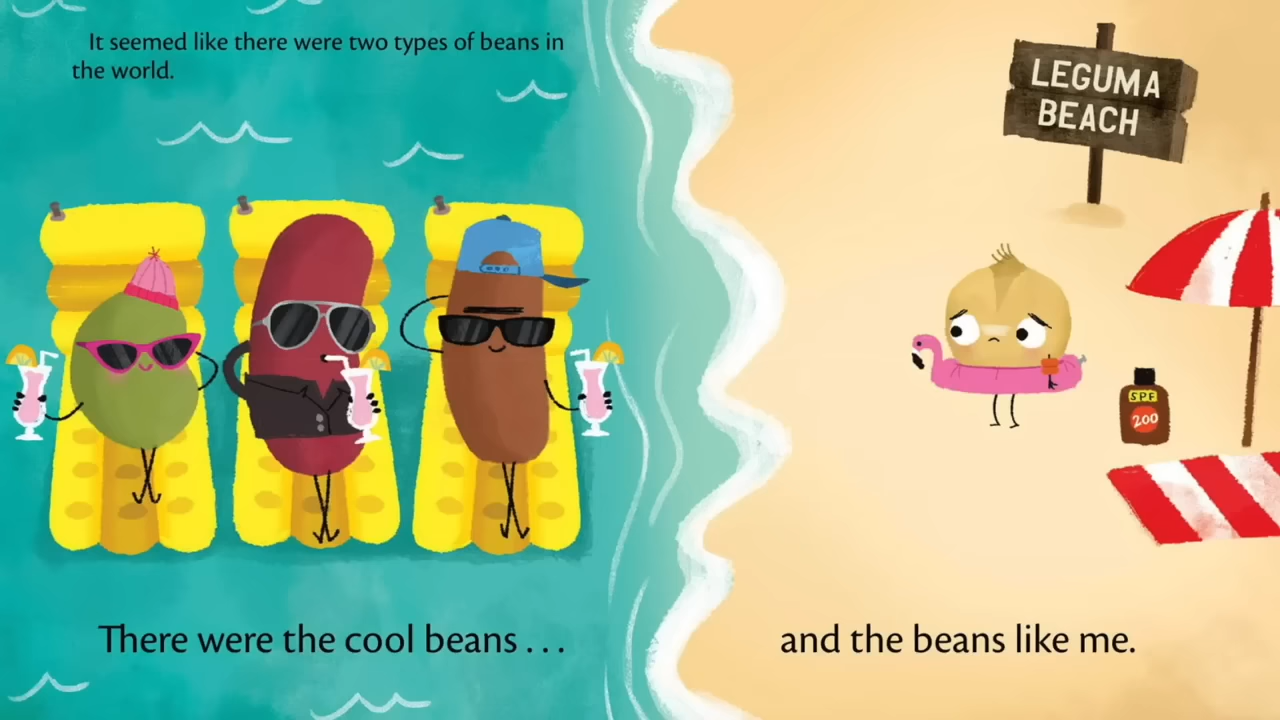 It seemed like there were two types of beans in
the world.
There were the cool beans . . .
LEGUMA
BEACH
SPF
200
and the beans like me.